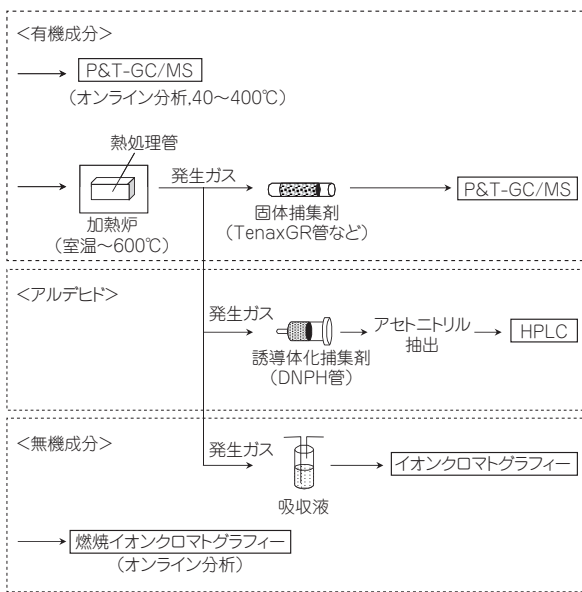 <有機成分>
P&T-GC/MS
(オンライン分析,40~400℃)
熱処理管
加熱炉
(室温~600℃)
発生ガス
固体捕集剤
(TenaxGR管など)
P&T-GC/MS
<アルデヒド>
発生ガス
誘導体化捕集剤
(DNPH管)
アセトニトリル
抽出
HPLC
<無機成分>
発生ガス
吸収液
イオンクロマトグラフィー
燃焼イオンクロマトグラフィー
(オンライン分析)